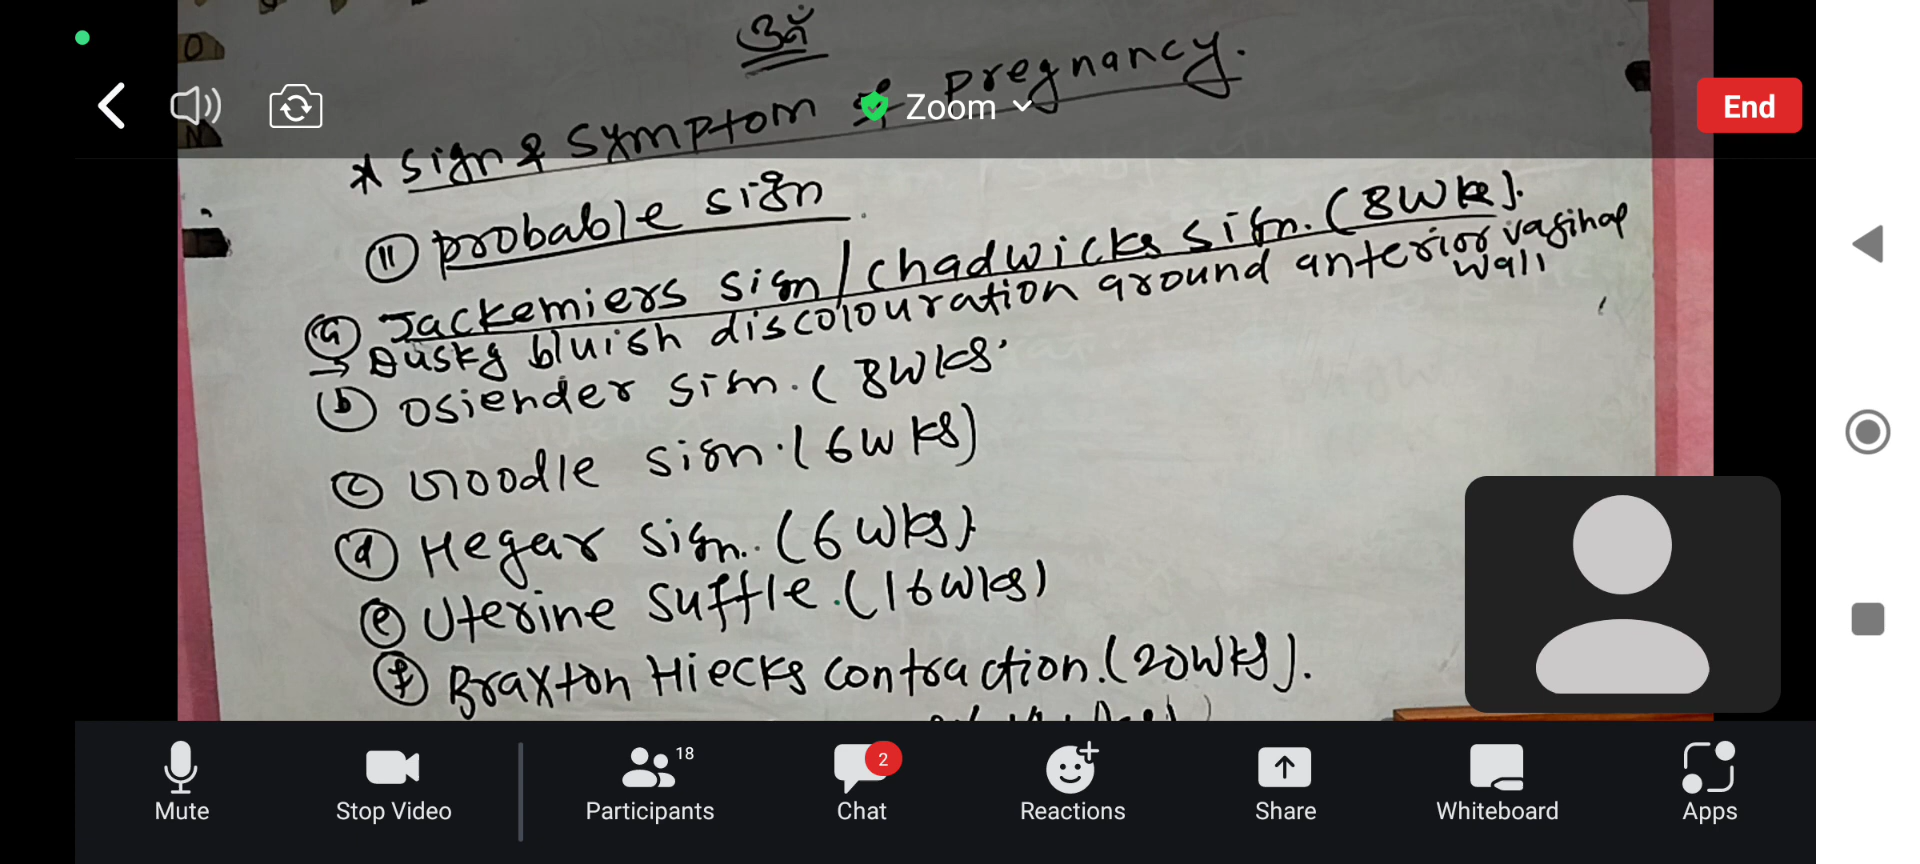 ॐ
* Sign & Symptom of pregnancy.
Zoom
End
(11) probable sign
(a) Jackemiers sign / chadwicks sign. (8wk).
→ Dusky bluish discolouration around anterior vaginal wall
(b) Osiender sign. (8wks.
(c) Goodle sign. (6wks)
(d) Hegar sign. (6wks)
(e) Uterine Suffle. (16wks)
(f) Braxton Hiecks contraction. (20wks).
Mute
Stop Video
18
Participants
2
Chat
Reactions
Share
Whiteboard
Apps